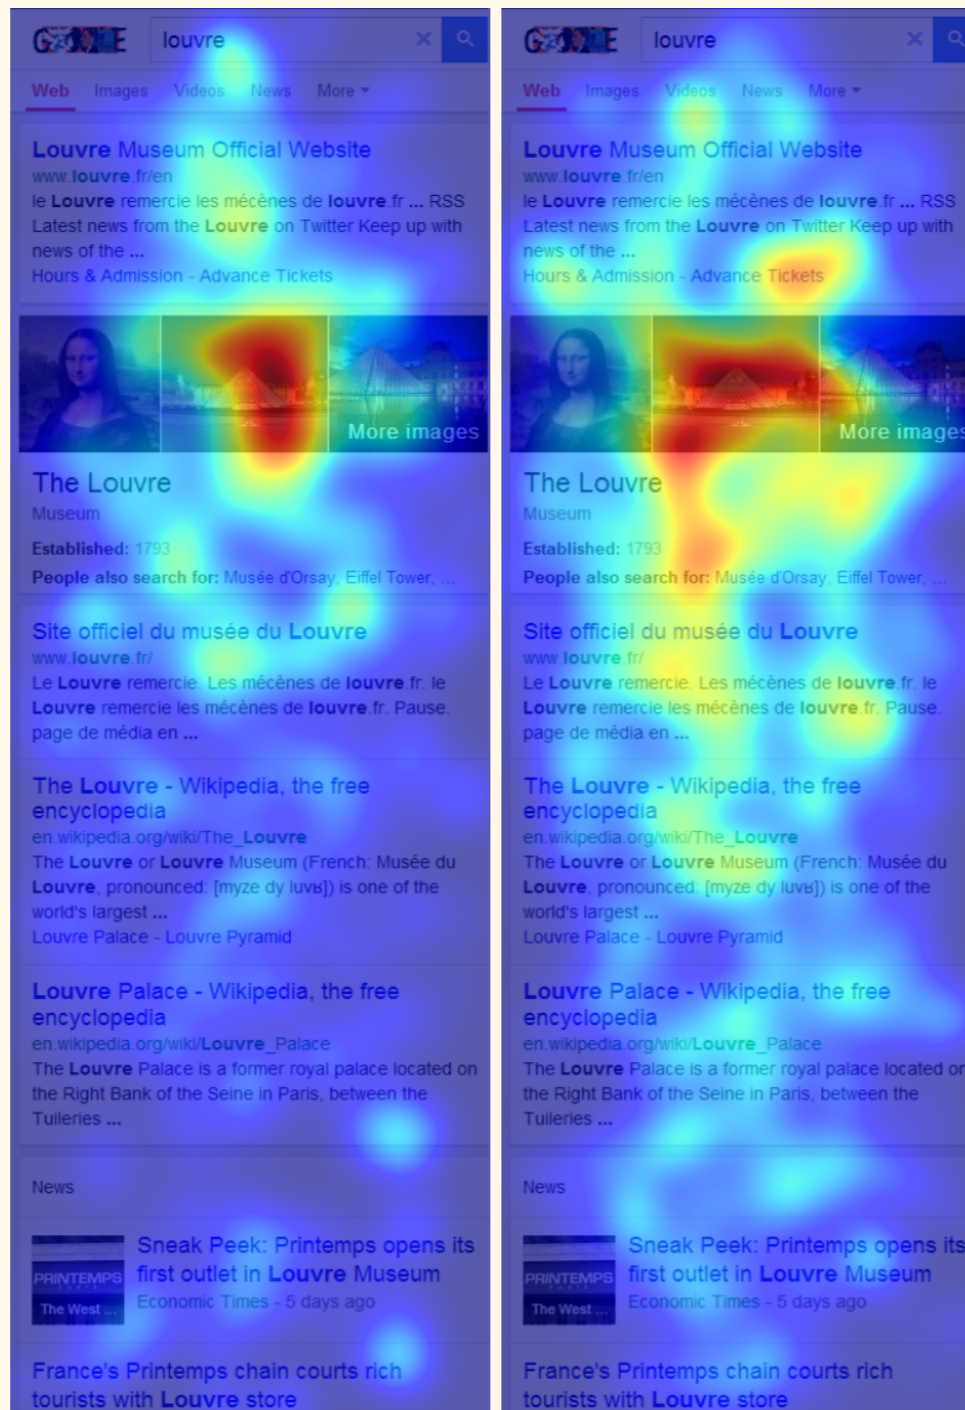 GOOGLE
louvre
Web Images Videos News More
Louvre Museum Official Website
www.louvre.fr/en
le Louvre remercie les mécènes de louvre.fr ... RSS
Latest news from the Louvre on Twitter Keep up with
news of the ...
Hours & Admission - Advance Tickets
More images
The Louvre
Museum
Established: 1793
People also search for: Musée d'Orsay, Eiffel Tower, ...
Site officiel du musée du Louvre
www.louvre.fr/
Le Louvre remercie. Les mécènes de louvre.fr. le
Louvre remercie les mécènes de louvre.fr. Pause.
page de média en ...
The Louvre - Wikipedia, the free
encyclopedia
en.wikipedia.org/wiki/The_Louvre
The Louvre or Louvre Museum (French: Musée du
Louvre, pronounced: [myze dy luvʁ]) is one of the
world's largest ...
Louvre Palace - Louvre Pyramid
Louvre Palace - Wikipedia, the free
encyclopedia
en.wikipedia.org/wiki/Louvre_Palace
The Louvre Palace is a former royal palace located on
the Right Bank of the Seine in Paris, between the
Tuileries ...
News
PRINTEMPS
The West ...
Sneak Peek: Printemps opens its
first outlet in Louvre Museum
Economic Times - 5 days ago
France's Printemps chain courts rich
tourists with Louvre store
GOOGLE
louvre
Web Images Videos News More
Louvre Museum Official Website
www.louvre.fr/en
le Louvre remercie les mécènes de louvre.fr ... RSS
Latest news from the Louvre on Twitter Keep up with
news of the ...
Hours & Admission - Advance Tickets
More images
The Louvre
Museum
Established: 1793
People also search for: Musée d'Orsay, Eiffel Tower, ...
Site officiel du musée du Louvre
www.louvre.fr/
Le Louvre remercie. Les mécènes de louvre.fr. le
Louvre remercie les mécènes de louvre.fr. Pause.
page de média en ...
The Louvre - Wikipedia, the free
encyclopedia
en.wikipedia.org/wiki/The_Louvre
The Louvre or Louvre Museum (French: Musée du
Louvre, pronounced: [myze dy luvʁ]) is one of the
world's largest ...
Louvre Palace - Louvre Pyramid
Louvre Palace - Wikipedia, the free
encyclopedia
en.wikipedia.org/wiki/Louvre_Palace
The Louvre Palace is a former royal palace located on
the Right Bank of the Seine in Paris, between the
Tuileries ...
News
PRINTEMPS
The West ...
Sneak Peek: Printemps opens its
first outlet in Louvre Museum
Economic Times - 5 days ago
France's Printemps chain courts rich
tourists with Louvre store